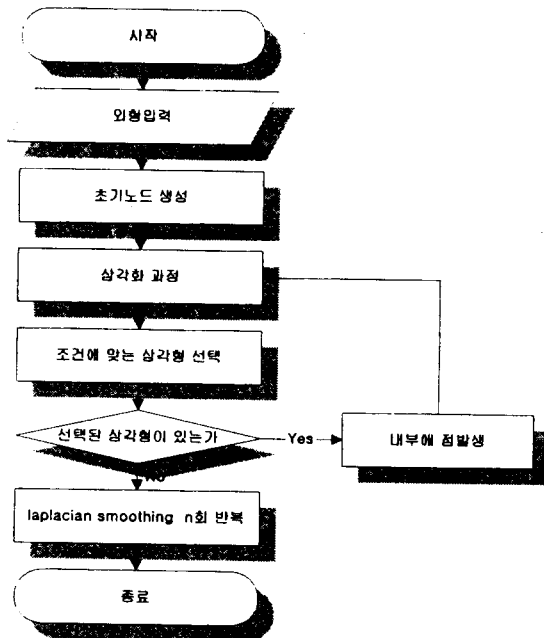 시작
외형입력
초기노드 생성
삼각화 과정
조건에 맞는 삼각형 선택
선택된 삼각형이 있는가
Yes
내부에 점발생
No
laplacian smoothing n회 반복
종료